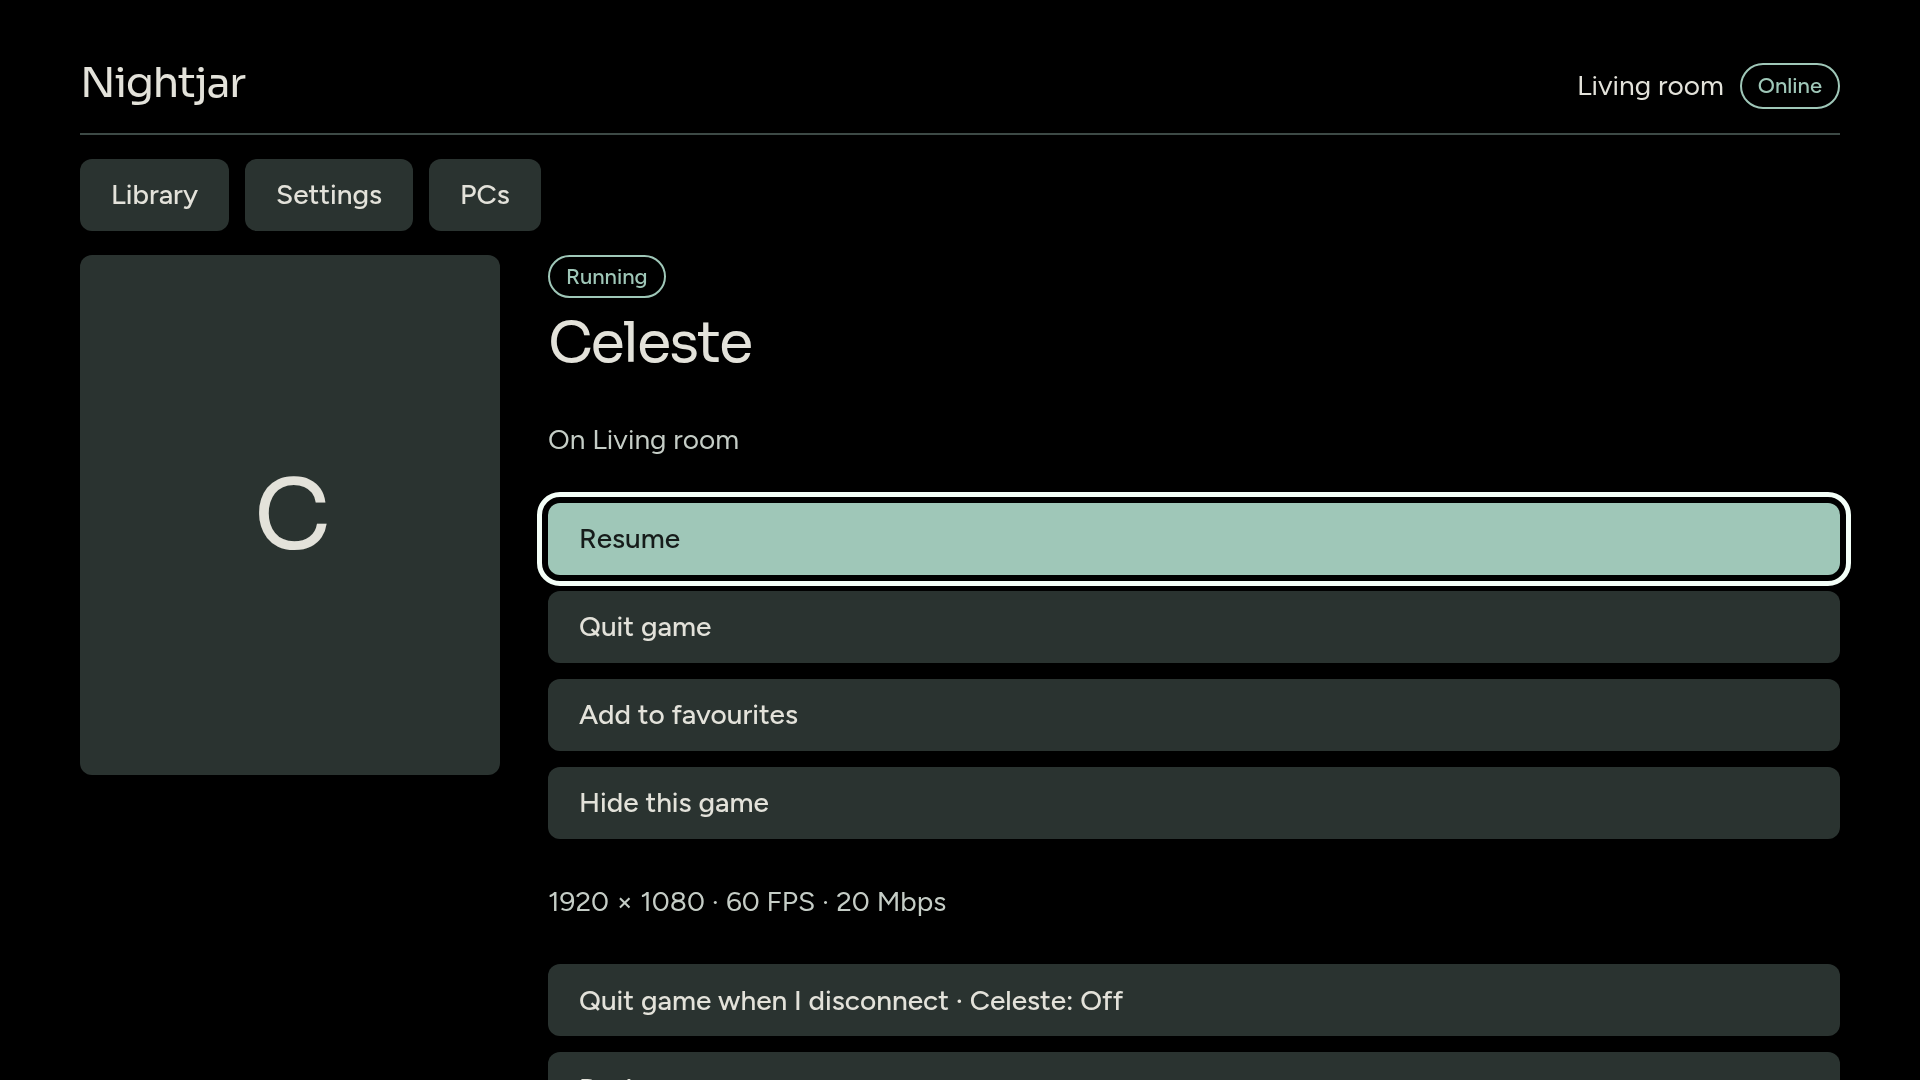 Nightjar
Living room
Online
Library
Settings
PCs
Running
Celeste
C
On Living room
Resume
Quit game
Add to favourites
Hide this game
1920 × 1080 · 60 FPS · 20 Mbps
Quit game when I disconnect · Celeste: Off